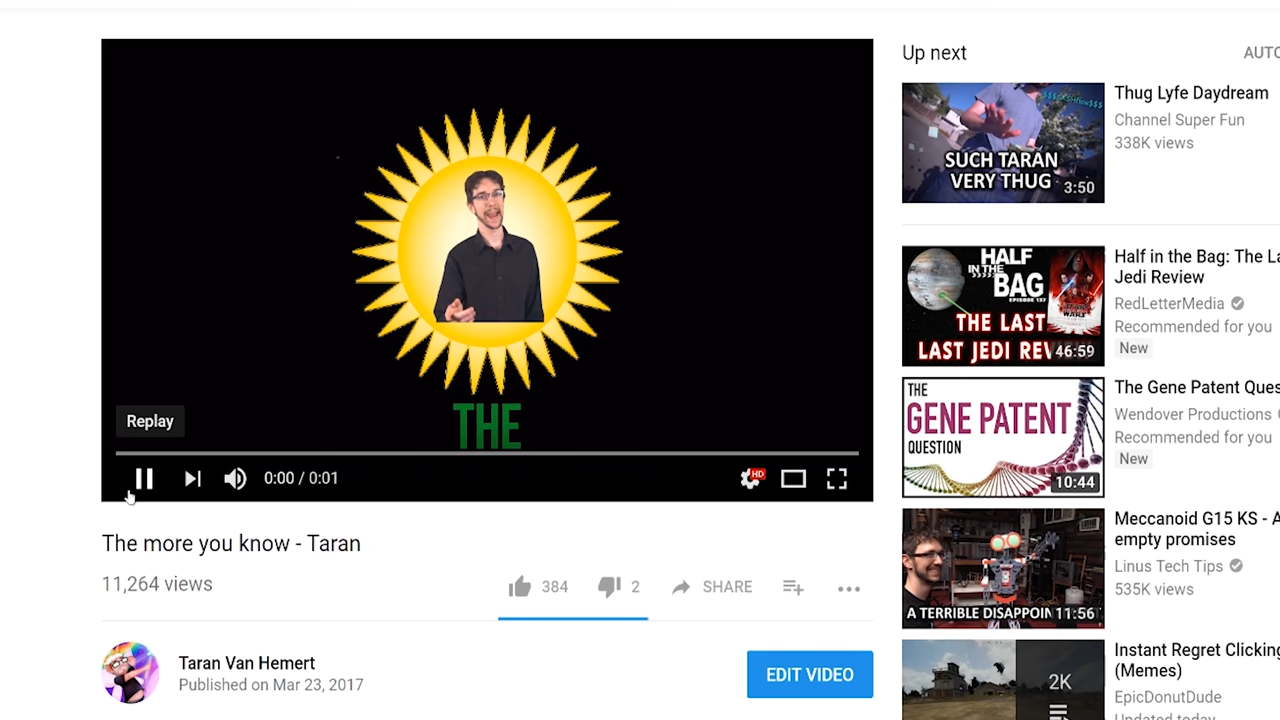 THE
Replay
0:00 / 0:01
HD
The more you know - Taran
11,264 views
384
2
SHARE
Taran Van Hemert
Published on Mar 23, 2017
EDIT VIDEO
Up next
AUTO
SUCH TARAN
VERY THUG
3:50
Thug Lyfe Daydream
Channel Super Fun
338K views
HALF
IN THE
BAG
EPISODE 137
THE LAST
LAST JEDI REV
46:59
Half in the Bag: The La
Jedi Review
RedLetterMedia
Recommended for you
New
THE
GENE PATENT
QUESTION
10:44
The Gene Patent Ques
Wendover Productions
Recommended for you
New
A TERRIBLE DISAPPOIN
11:56
Meccanoid G15 KS - A
empty promises
Linus Tech Tips
535K views
2K
Instant Regret Clicking
(Memes)
EpicDonutDude
Updated today